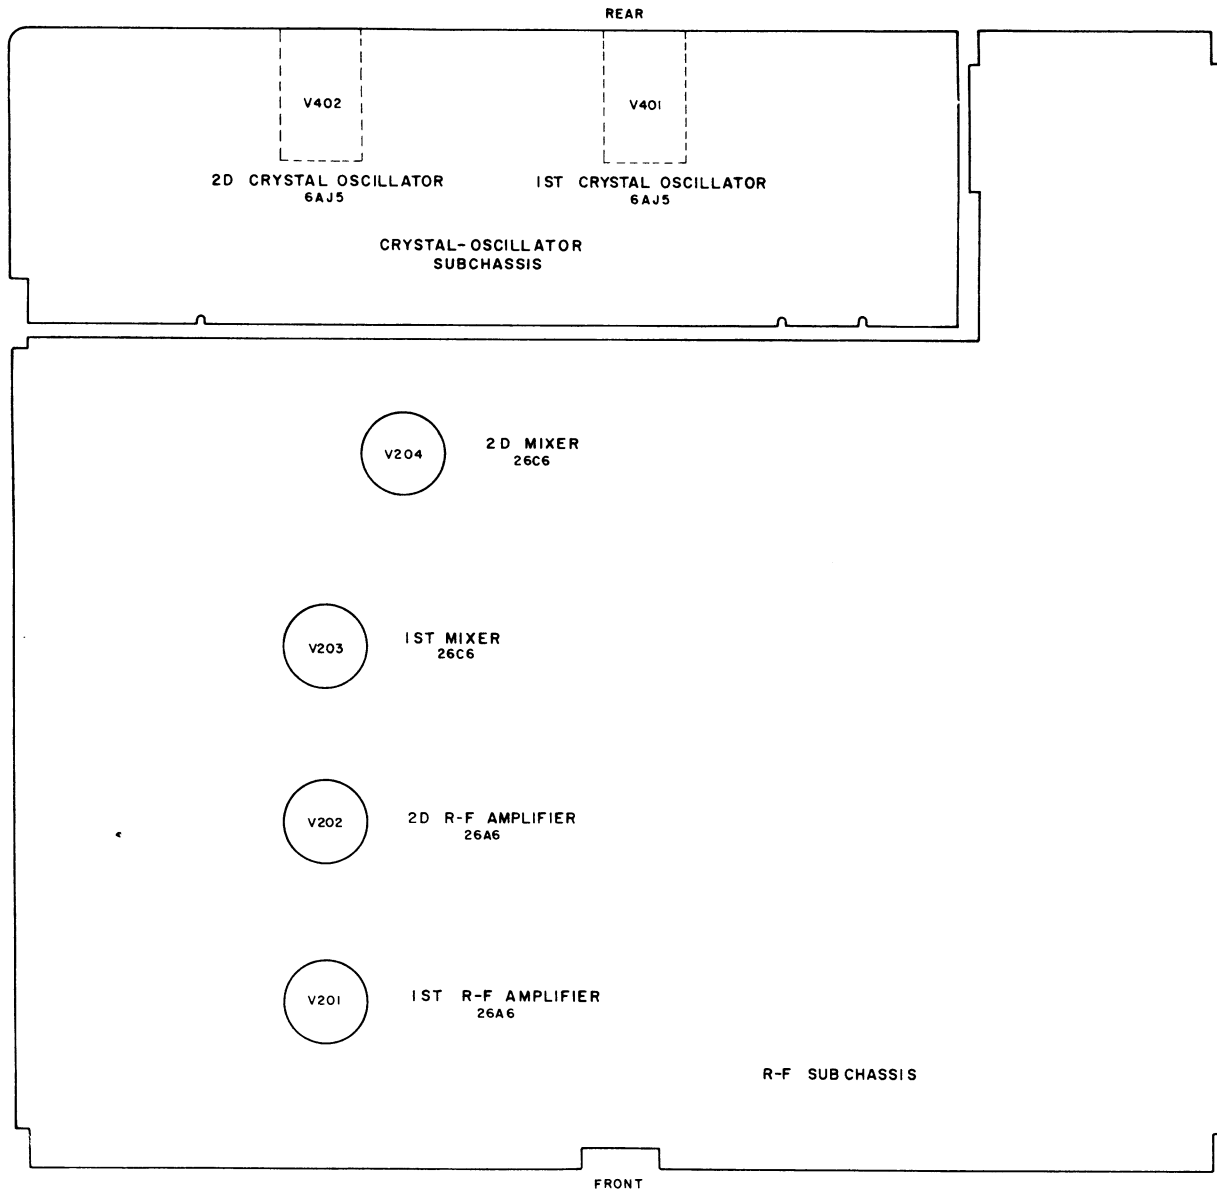 REAR
V402
V401
2D CRYSTAL OSCILLATOR
6AJ5
1ST CRYSTAL OSCILLATOR
6AJ5
CRYSTAL-OSCILLATOR
SUBCHASSIS
V204
2D MIXER
26C6
V203
1ST MIXER
26C6
V202
2D R-F AMPLIFIER
26A6
V201
1ST R-F AMPLIFIER
26A6
R-F SUBCHASSIS
FRONT